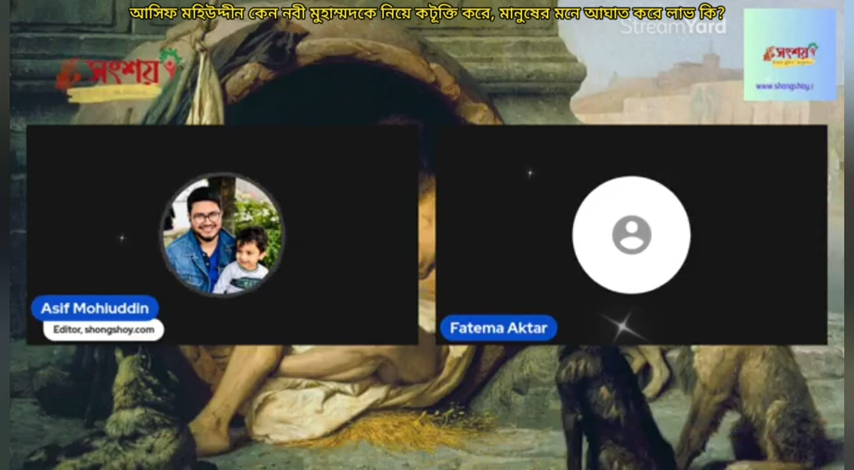 আসিফ মহিউদ্দীন কেন নবী মুহাম্মদকে নিয়ে কটূক্তি করে, মানুষের মনে আঘাত করে লাভ কি?
StreamYard
সংশয়
সংশয়
www.shongshoy.c
Asif Mohiuddin
Editor, shongshoy.com
Fatema Aktar